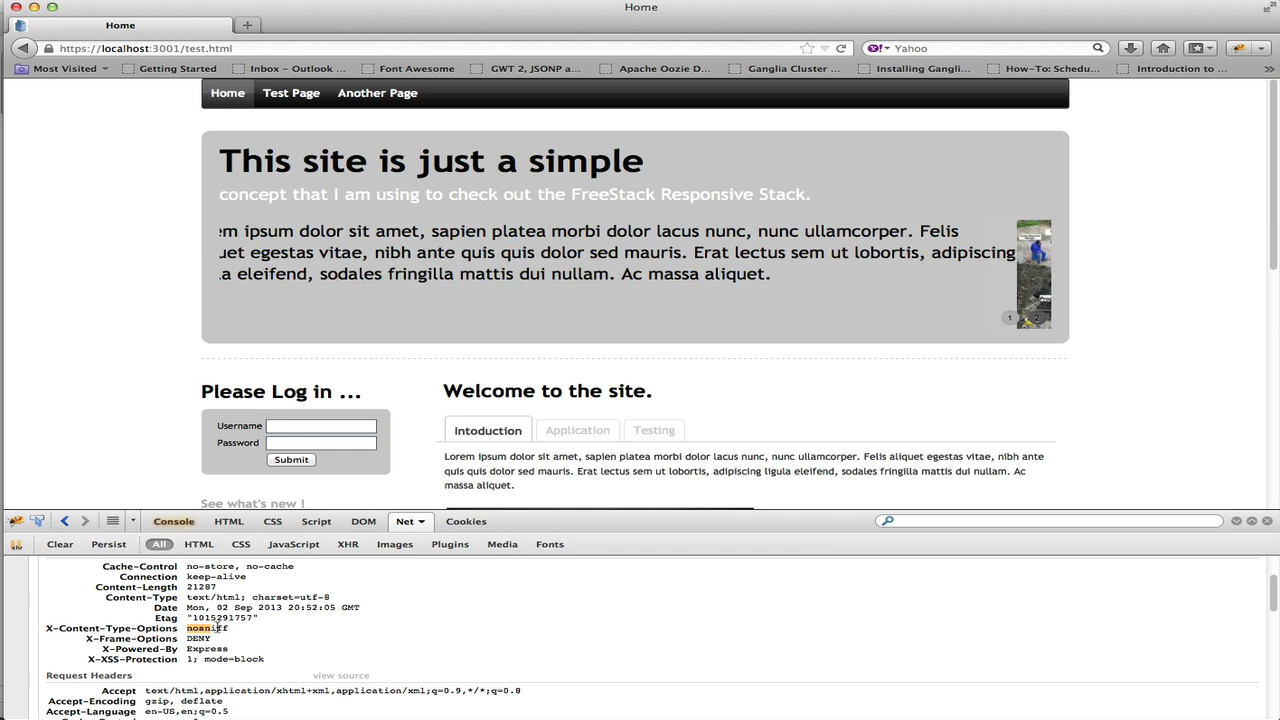 Home
Home
https://localhost:3001/test.html
Yahoo
Most Visited Getting Started Inbox - Outlook ... Font Awesome GWT 2, JSONP a... Apache Oozie D... Ganglia Cluster ... Installing Gangli... How-To: Schedu... Introduction to ...
Home Test Page Another Page
This site is just a simple
concept that I am using to check out the FreeStack Responsive Stack.
em ipsum dolor sit amet, sapien platea morbi dolor lacus nunc, nunc ullamcorper. Felis
uet egestas vitae, nibh ante quis quis dolor sed mauris. Erat lectus sem ut lobortis, adipiscing
la eleifend, sodales fringilla mattis dui nullam. Ac massa aliquet.
1 2
Please Log in ...
Username
Password
Submit
See what's new !
Welcome to the site.
Intoduction Application Testing
Lorem ipsum dolor sit amet, sapien platea morbi dolor lacus nunc, nunc ullamcorper. Felis aliquet egestas vitae, nibh ante
quis quis dolor sed mauris. Erat lectus sem ut lobortis, adipiscing ligula eleifend, sodales fringilla mattis dui nullam. Ac
massa aliquet.
Console HTML CSS Script DOM Net Cookies
Clear Persist All HTML CSS JavaScript XHR Images Plugins Media Fonts
Cache-Control no-store, no-cache
Connection keep-alive
Content-Length 21287
Content-Type text/html; charset=utf-8
Date Mon, 02 Sep 2013 20:52:05 GMT
Etag "1015291757"
X-Content-Type-Options nosniff
X-Frame-Options DENY
X-Powered-By Express
X-XSS-Protection 1; mode=block
Request Headers view source
Accept text/html,application/xhtml+xml,application/xml;q=0.9,*/*;q=0.8
Accept-Encoding gzip, deflate
Accept-Language en-US,en;q=0.5